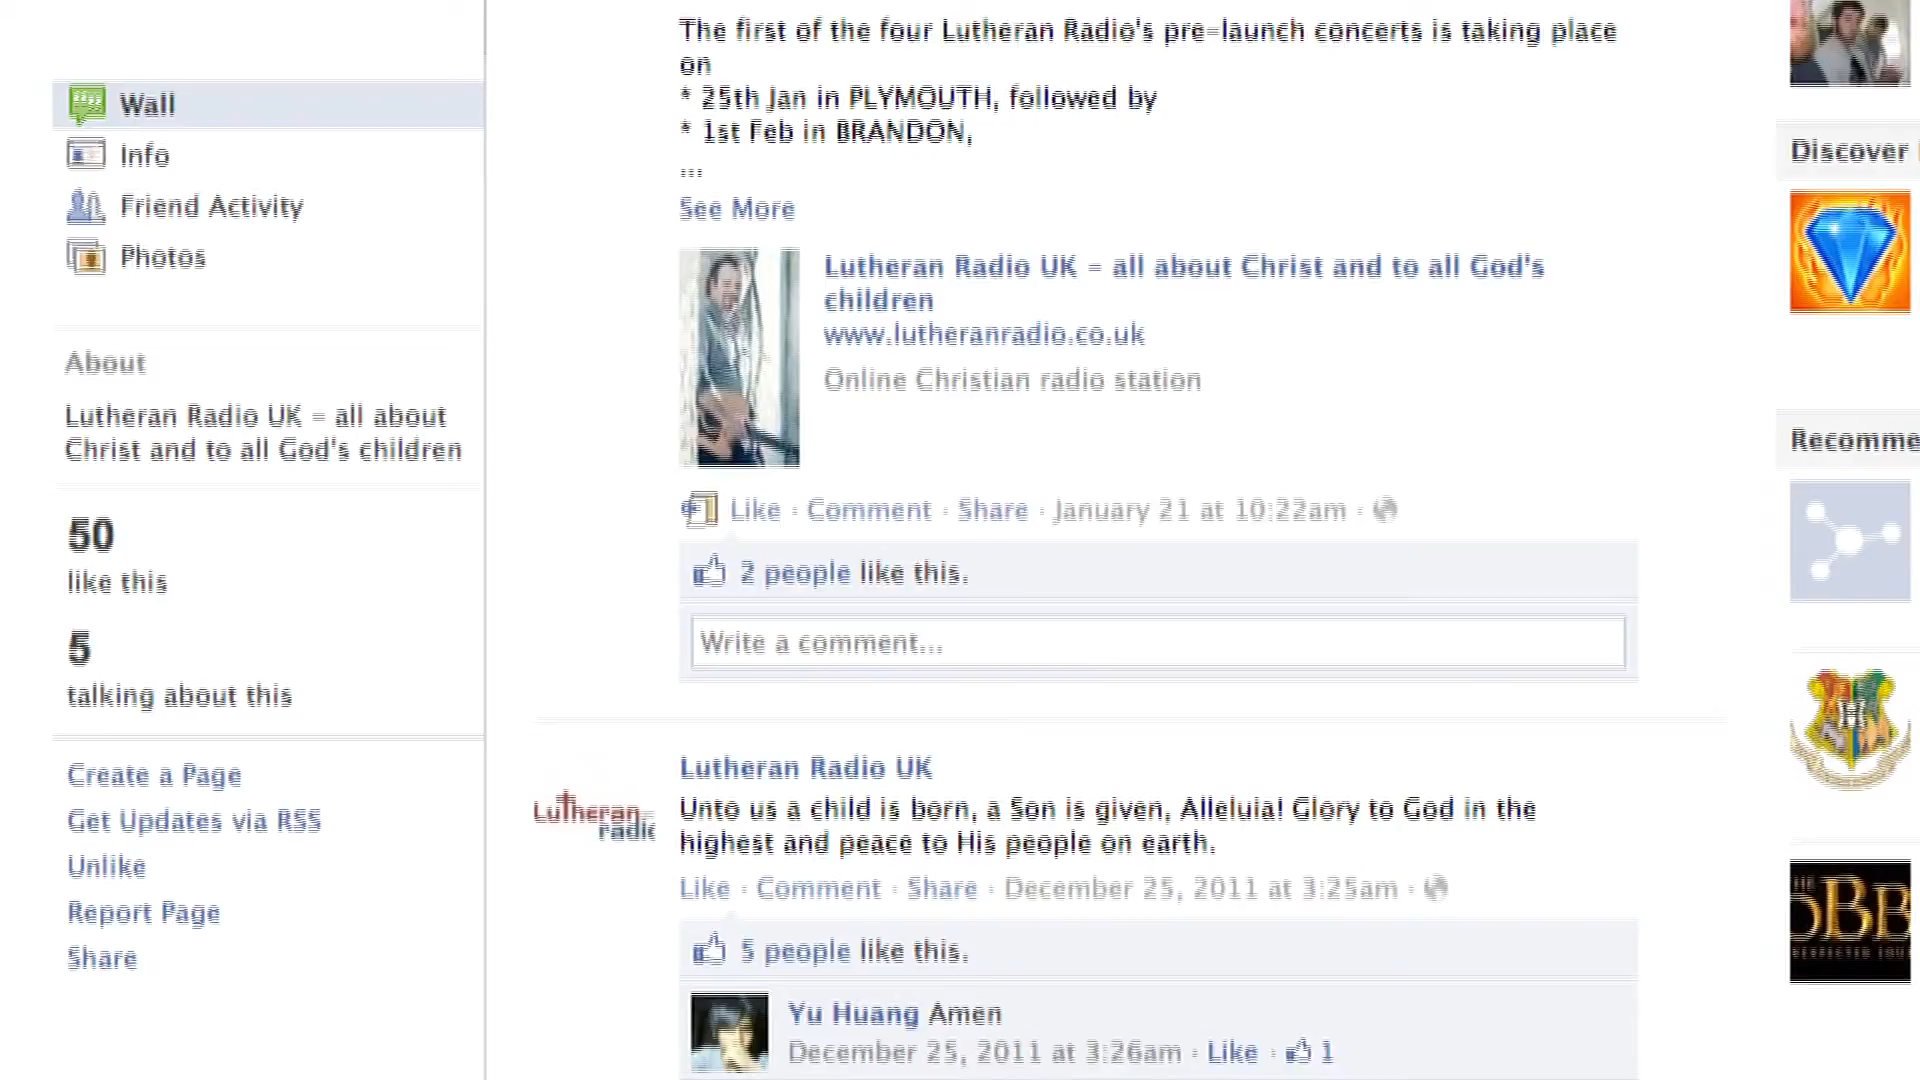 Wall
Info
Friend Activity
Photos
About
Lutheran Radio UK - all about
Christ and to all God's children
50
like this
5
talking about this
Create a Page
Get Updates via RSS
Unlike
Report Page
Share
The first of the four Lutheran Radio's pre-launch concerts is taking place
on
* 25th Jan in PLYMOUTH, followed by
* 1st Feb in BRANDON,
...
See More
Lutheran Radio UK - all about Christ and to all God's
children
www.lutheranradio.co.uk
Online Christian radio station
Like · Comment · Share · January 21 at 10:22am ·
2 people like this.
Write a comment...
Lutheran Radio UK
Lutheran
radio
Unto us a child is born, a Son is given, Alleluia! Glory to God in the
highest and peace to His people on earth.
Like · Comment · Share · December 25, 2011 at 3:25am ·
5 people like this.
Yu Huang Amen
December 25, 2011 at 3:26am · Like · 1
Discover
Recomme
H